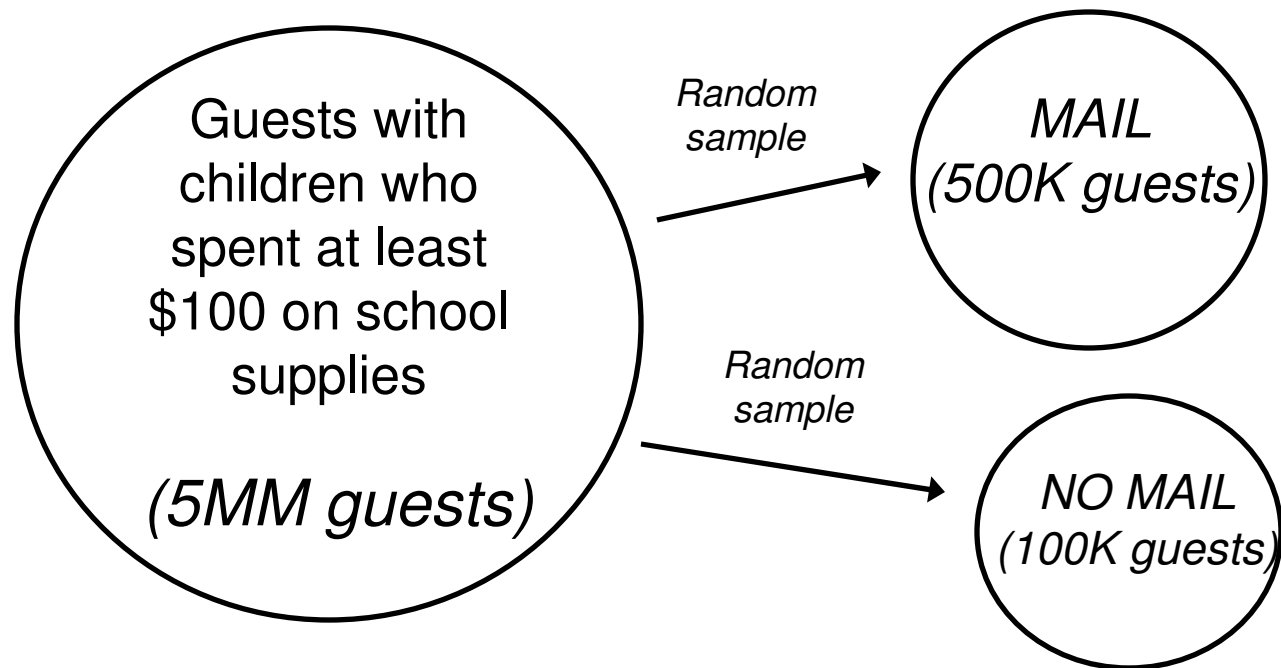 Guests with
children who
spent at least
$100 on school
supplies
(5MM guests)
Random
sample
MAIL
(500K guests)
Random
sample
NO MAIL
(100K guests)